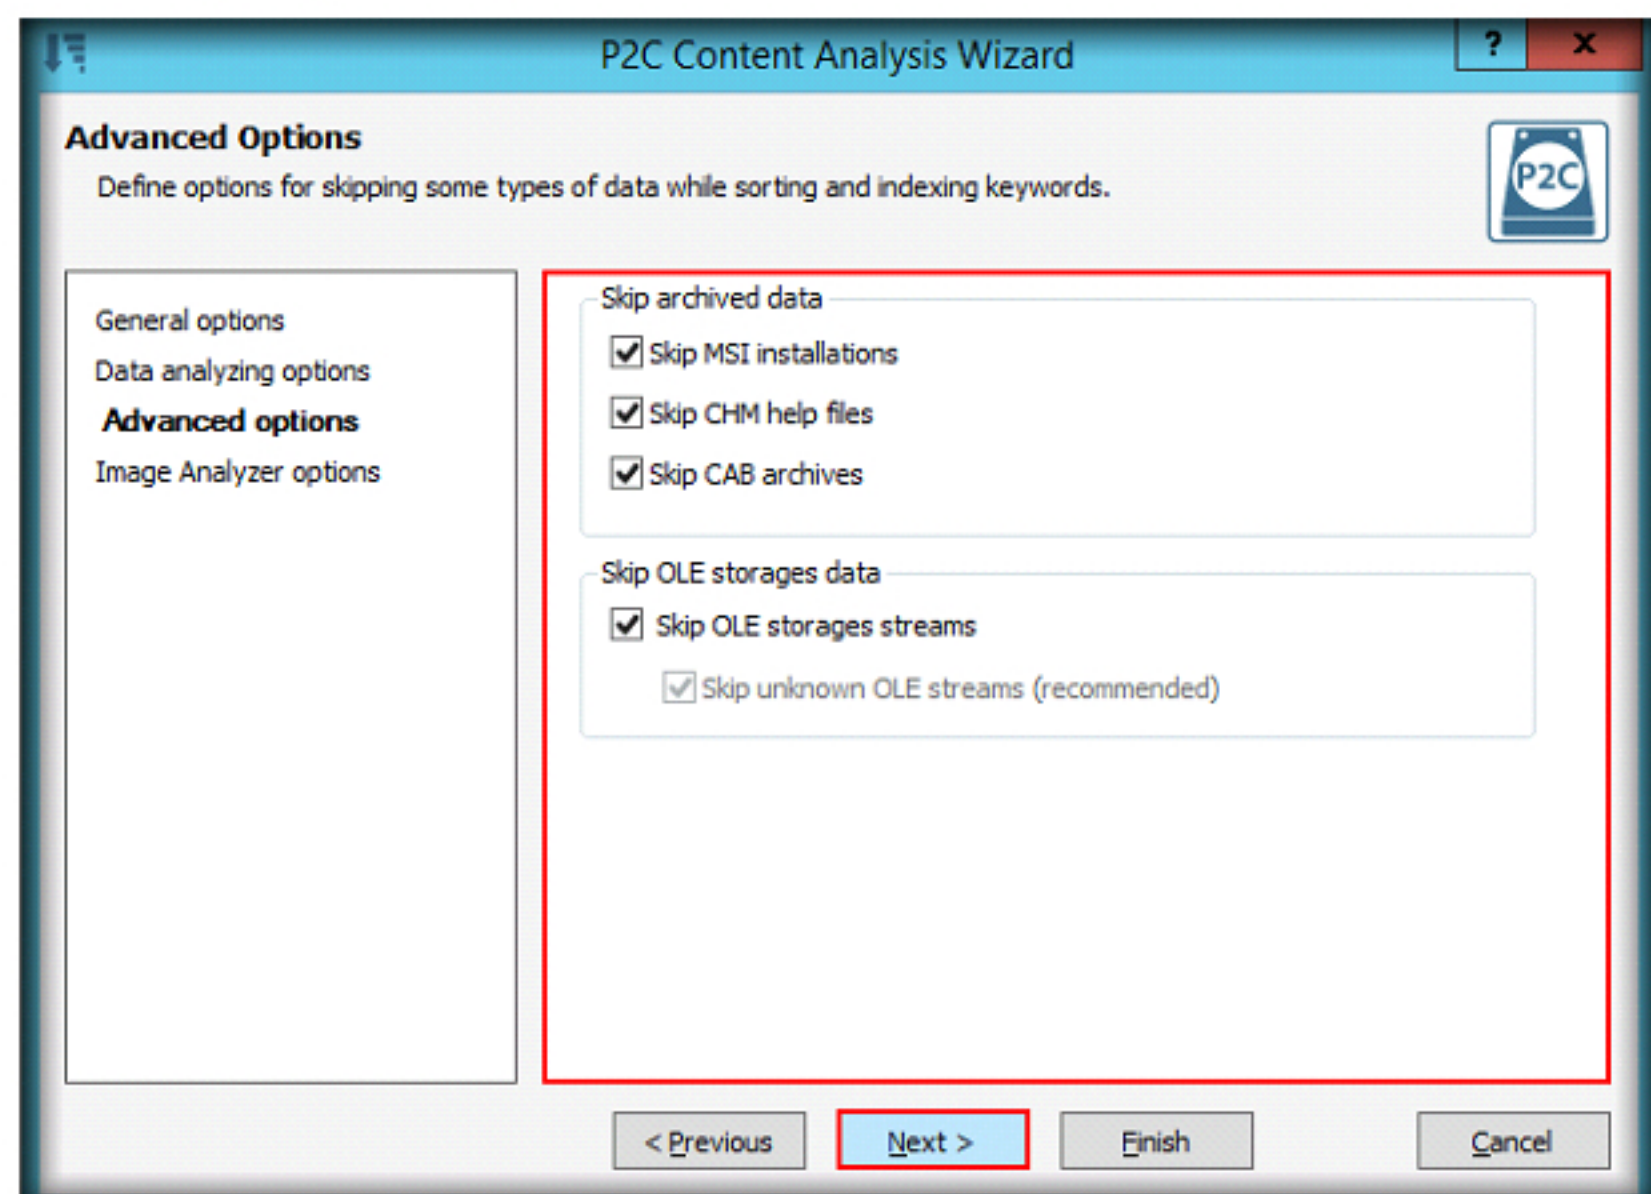 P2C Content Analysis Wizard
?
x
Advanced Options
Define options for skipping some types of data while sorting and indexing keywords.
P2C
General options
Data analyzing options
Advanced options
Image Analyzer options
Skip archived data
Skip MSI installations
Skip CHM help files
Skip CAB archives
Skip OLE storages data
Skip OLE storages streams
Skip unknown OLE streams (recommended)
< Previous
Next >
Finish
Cancel